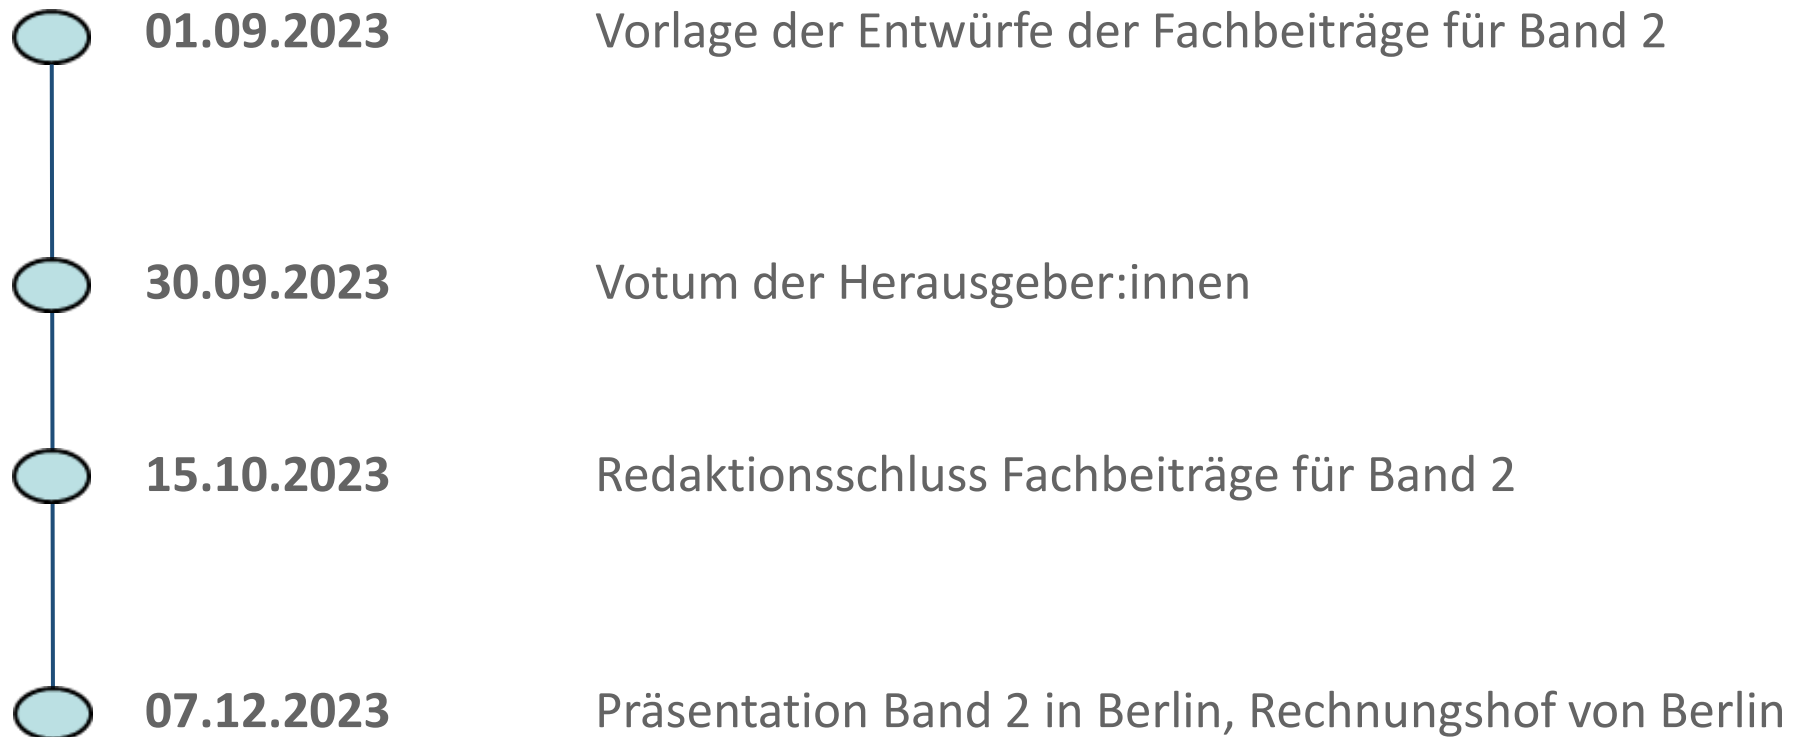 01.09.2023 Vorlage der Entwürfe der Fachbeiträge für Band 2
30.09.2023 Votum der Herausgeber:innen
15.10.2023 Redaktionsschluss Fachbeiträge für Band 2
07.12.2023 Präsentation Band 2 in Berlin, Rechnungshof von Berlin